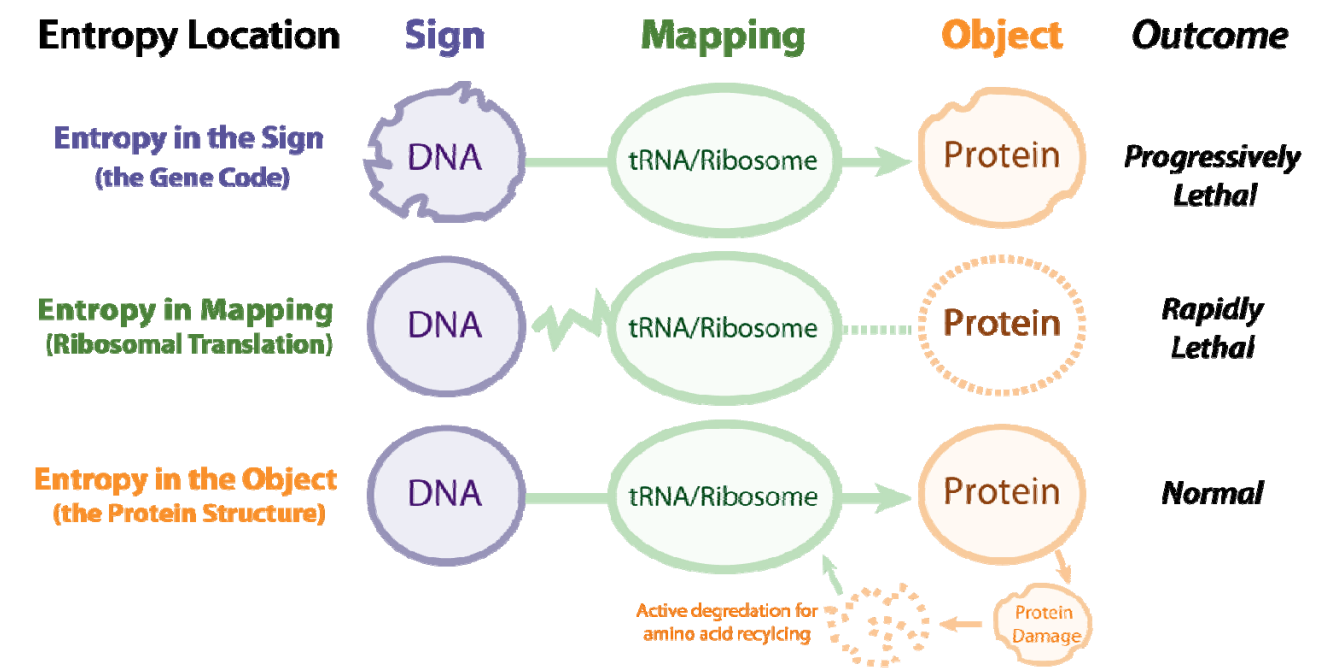 Entropy Location Sign Mapping Object Outcome
Entropy in the Sign
(the Gene Code)
DNA tRNA/Ribosome Protein
Progressively
Lethal
Entropy in Mapping
(Ribosomal Translation)
DNA tRNA/Ribosome Protein
Rapidly
Lethal
Entropy in the Object
(the Protein Structure)
DNA tRNA/Ribosome Protein
Normal
Active degredation for
amino acid recylcing
Protein
Damage